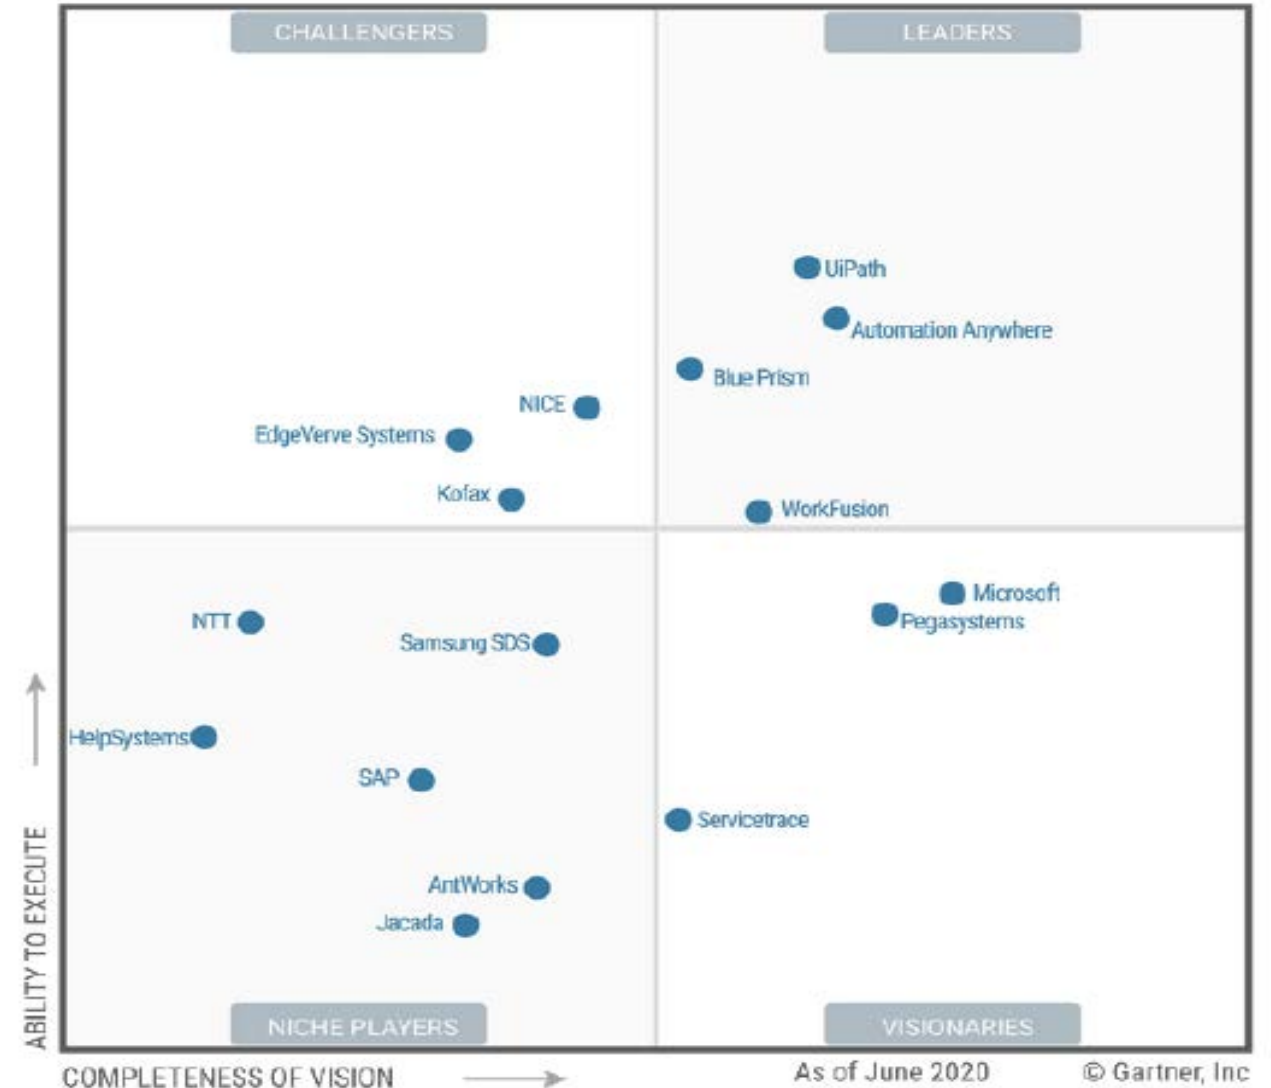 CHALLENGERS
LEADERS
UiPath
Automation Anywhere
Blue Prism
NICE
EdgeVerve Systems
Kofax
WorkFusion
Microsoft
Pegasystems
NTT
Samsung SDS
HelpSystems
SAP
Servicetrace
AntWorks
Jacada
NICHE PLAYERS
VISIONARIES
ABILITY TO EXECUTE
COMPLETENESS OF VISION
As of June 2020
© Gartner, Inc